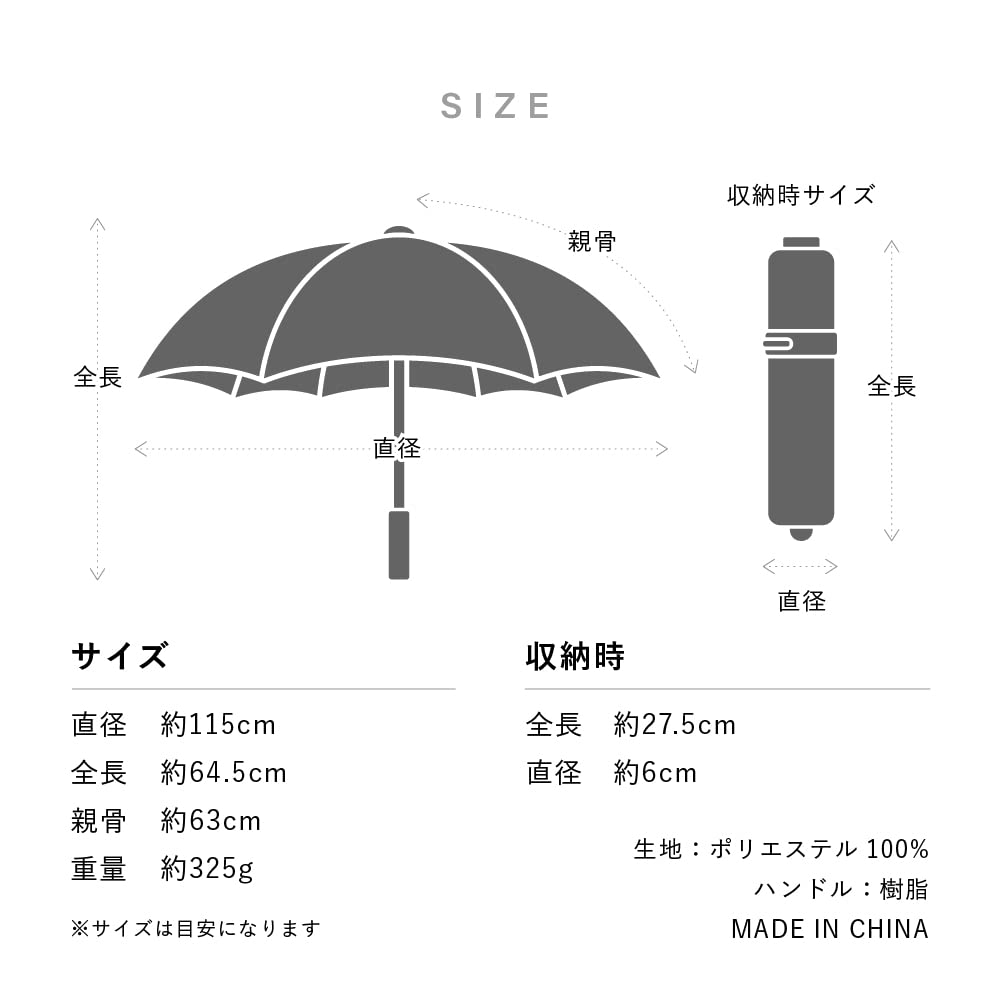 SIZE
収納時サイズ
親骨
全長
全長
直径
直径
サイズ
直径 約115cm
全長 約64.5cm
親骨 約63cm
重量 約325g
※サイズは目安になります
収納時
全長 約27.5cm
直径 約6cm
生地：ポリエステル 100%
ハンドル：樹脂
MADE IN CHINA